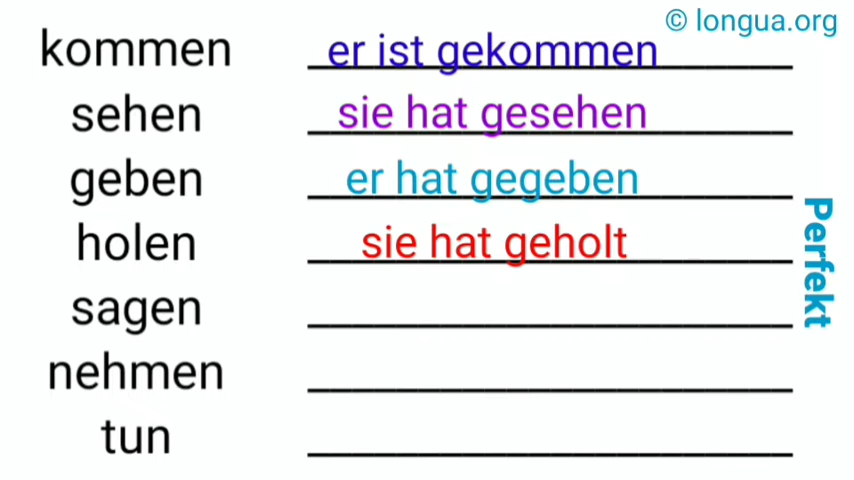 © longua.org
kommen er ist gekommen
sehen sie hat gesehen
geben er hat gegeben
holen sie hat geholt
sagen
nehmen
tun
Perfekt